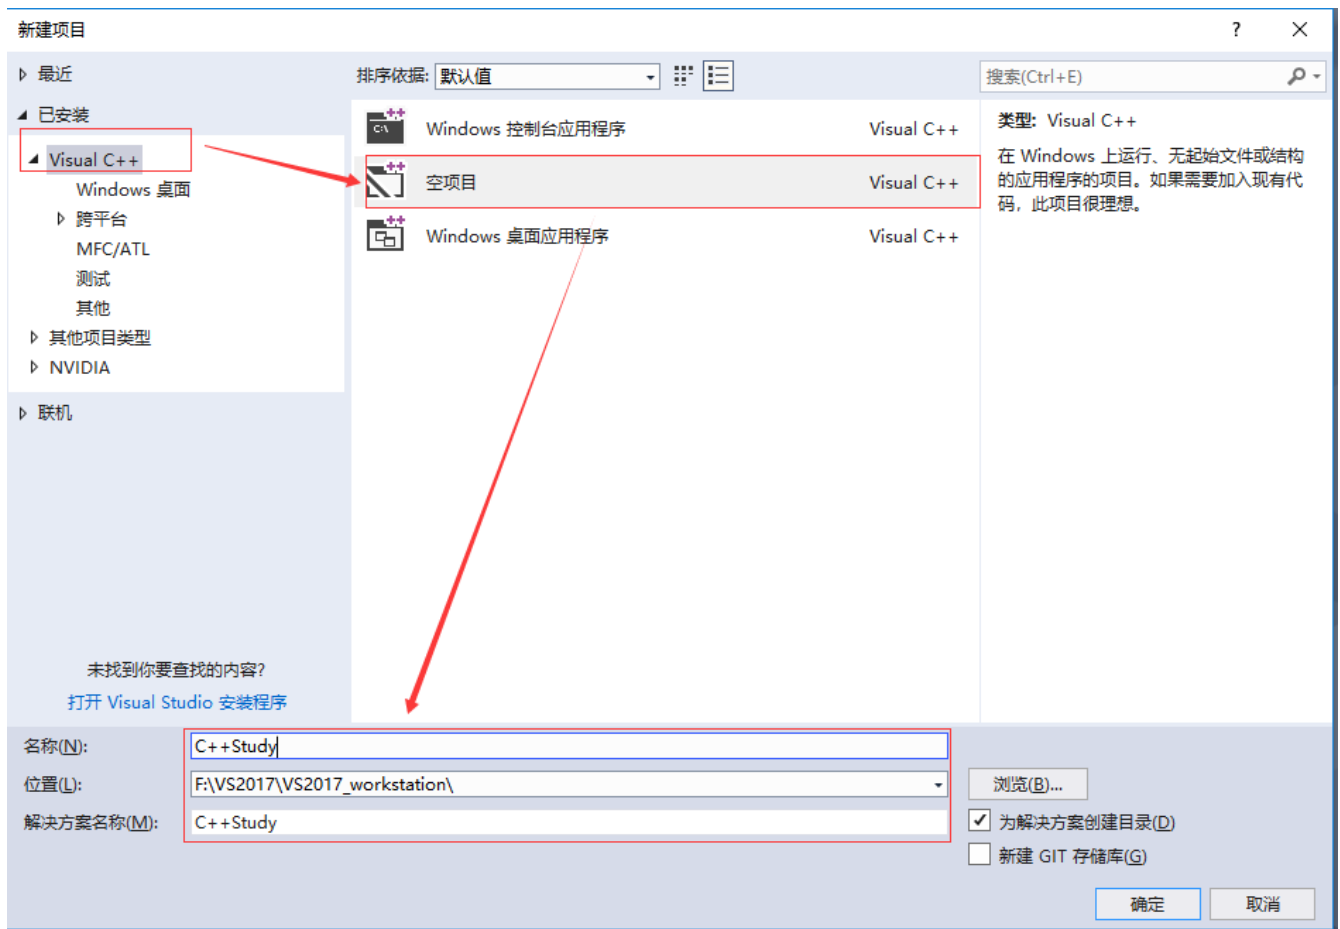 新建项目
?
最近
排序依据: 默认值
搜索(Ctrl+E)
已安装
Visual C++
Windows 桌面
跨平台
MFC/ATL
测试
其他
其他项目类型
NVIDIA
联机
Windows 控制台应用程序 Visual C++
空项目 Visual C++
Windows 桌面应用程序 Visual C++
类型: Visual C++
在 Windows 上运行、无起始文件或结构
的应用程序的项目。如果需要加入现有代
码，此项目很理想。
未找到你要查找的内容?
打开 Visual Studio 安装程序
名称(N): C++Study
位置(L): F:\VS2017\VS2017_workstation\
浏览(B)...
解决方案名称(M): C++Study
为解决方案创建目录(D)
新建 GIT 存储库(G)
确定 取消